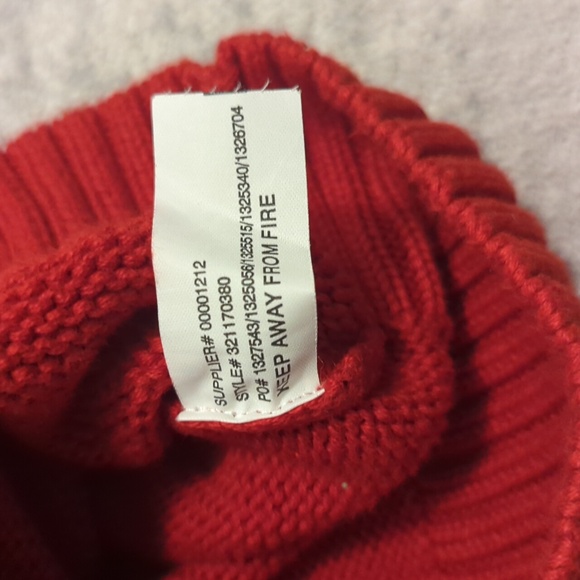 SUPPLIER# 00001212
STYLE# 321170380
PO# 1327543/1325056/1325515/1325340/1326704
KEEP AWAY FROM FIRE